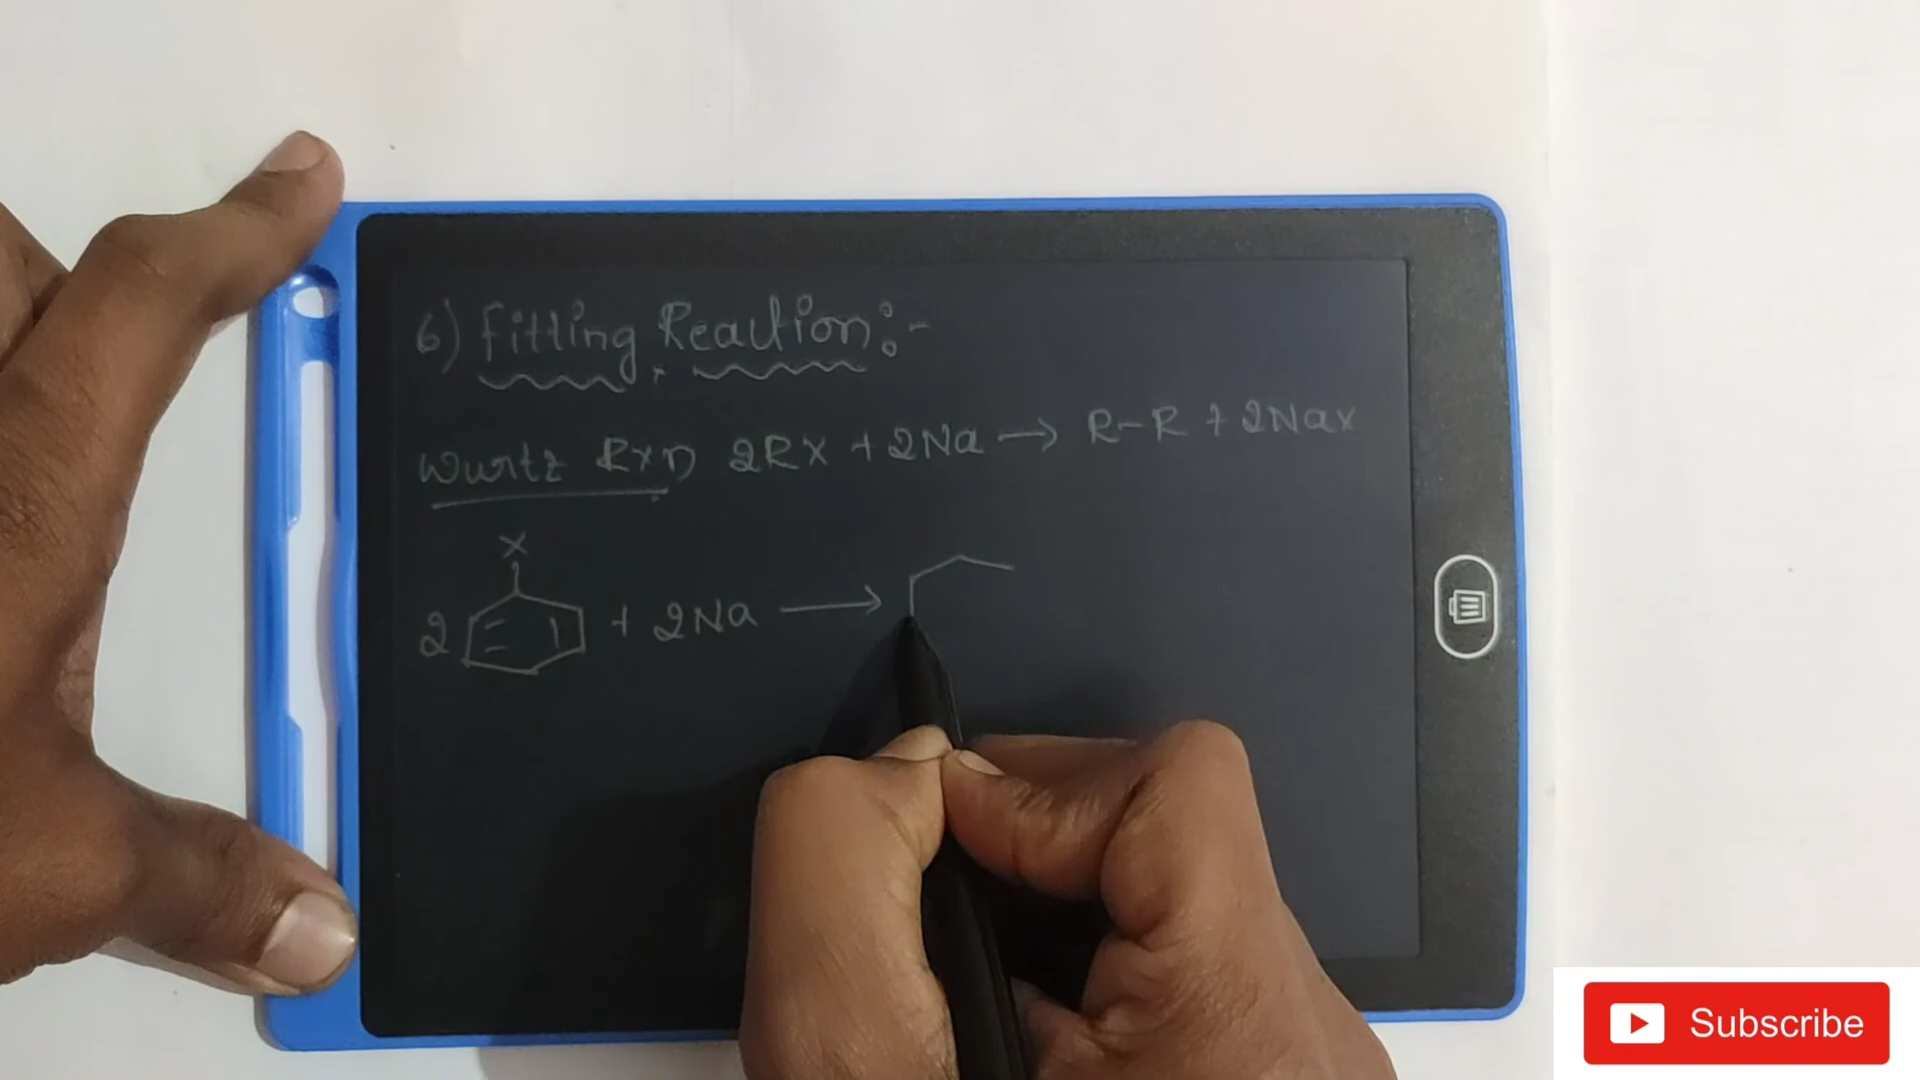 6) Fitting Reaction:-
Wurtz Rxn 2RX + 2Na → R-R + 2NaX
X
2 + 2Na →
Subscribe